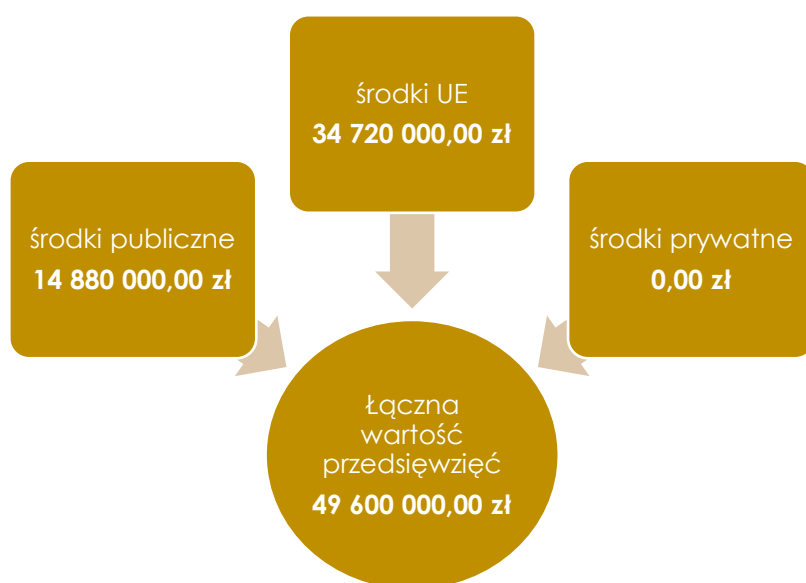 środki UE
34 720 000,00 zł
środki publiczne
14 880 000,00 zł
środki prywatne
0,00 zł
Łączna
wartość
przedsięwzięć
49 600 000,00 zł